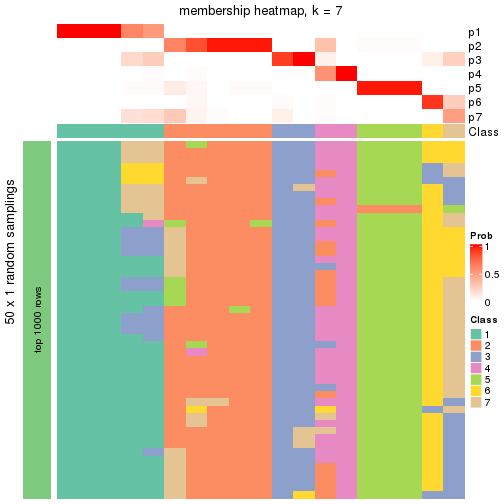 membership heatmap, k = 7
p1
p2
p3
p4
p5
p6
p7
Class
50 x 1 random samplings
top 1000 rows
Prob
1
0.5
0
Class
1
2
3
4
5
6
7